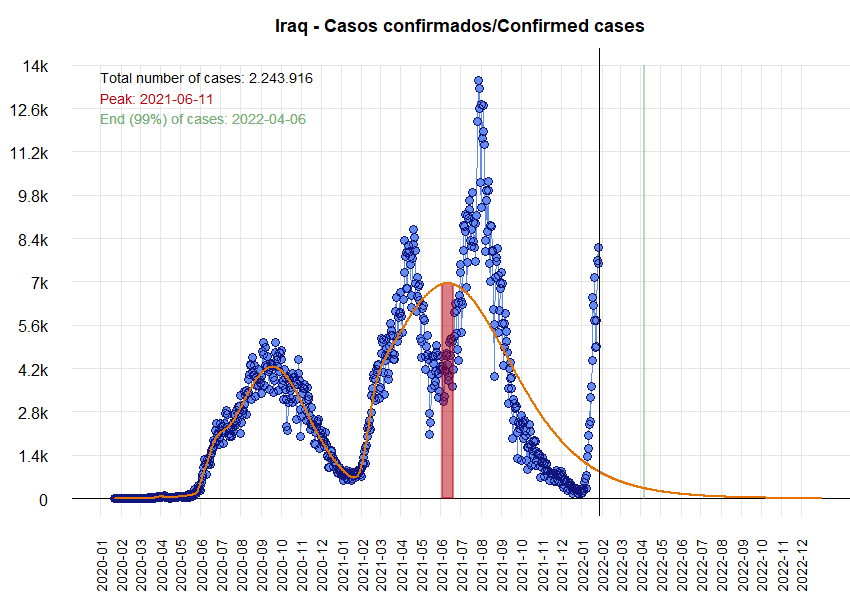 Iraq - Casos confirmados/Confirmed cases
Total number of cases: 2.243.916
Peak: 2021-06-11
End (99%) of cases: 2022-04-06
14k
12.6k
11.2k
9.8k
8.4k
7k
5.6k
4.2k
2.8k
1.4k
0
2020-01
2020-02
2020-03
2020-04
2020-05
2020-06
2020-07
2020-08
2020-09
2020-10
2020-11
2020-12
2021-01
2021-02
2021-03
2021-04
2021-05
2021-06
2021-07
2021-08
2021-09
2021-10
2021-11
2021-12
2022-01
2022-02
2022-03
2022-04
2022-05
2022-06
2022-07
2022-08
2022-09
2022-10
2022-11
2022-12